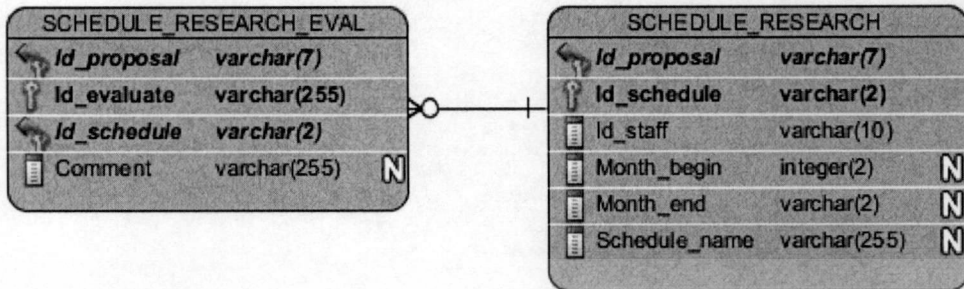 SCHEDULE_RESEARCH_EVAL
Id_proposal varchar(7)
Id_evaluate varchar(255)
Id_schedule varchar(2)
Comment varchar(255) N
SCHEDULE_RESEARCH
Id_proposal varchar(7)
Id_schedule varchar(2)
Id_staff varchar(10)
Month_begin integer(2) N
Month_end varchar(2) N
Schedule_name varchar(255) N